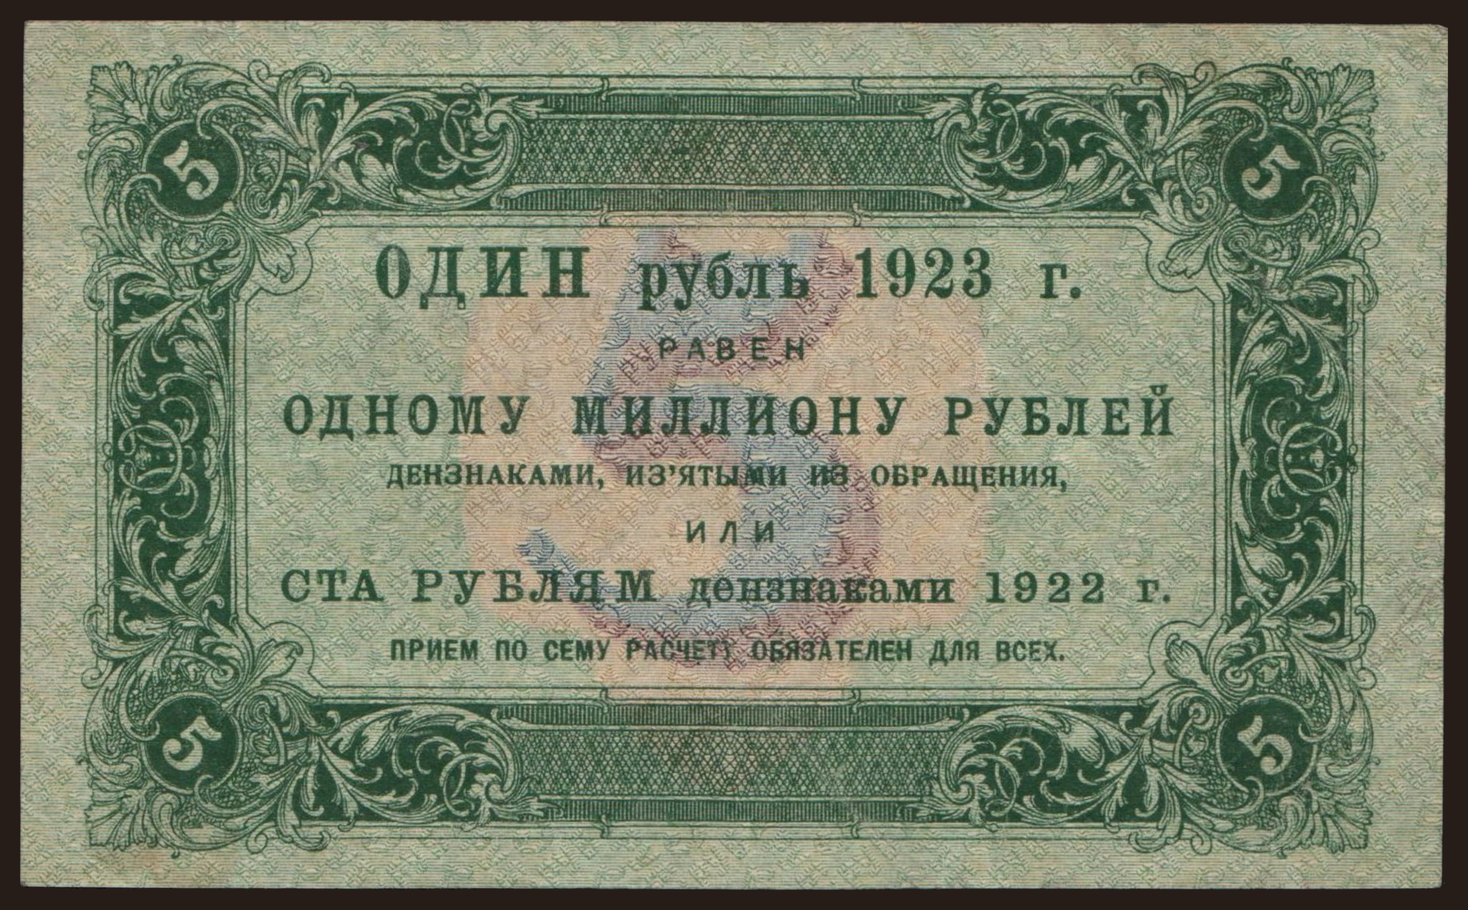 5 5
ОДИН рубль 1923 г.
РАВЕН
ОДНОМУ МИЛЛИОНУ РУБЛЕЙ
ДЕНЗНАКАМИ, ИЗ'ЯТЫМИ ИЗ ОБРАЩЕНИЯ,
ИЛИ
СТА РУБЛЯМ дензнаками 1922 г.
ПРИЕМ ПО СЕМУ РАСЧЕТУ ОБЯЗАТЕЛЕН ДЛЯ ВСЕХ.
5
5 5